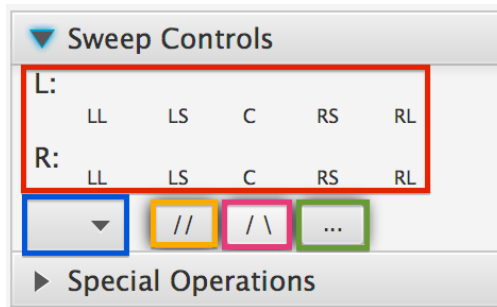 Sweep Controls
L:
LL LS C RS RL
R:
LL LS C RS RL
// / \ ...
Special Operations